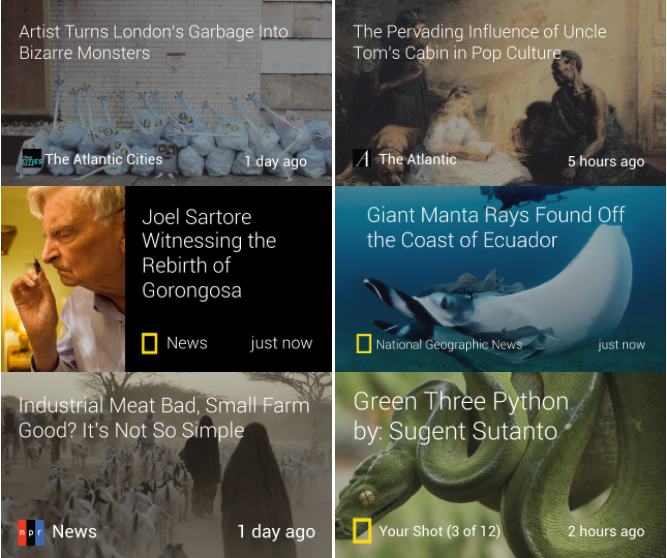 Artist Turns London's Garbage Into
Bizarre Monsters
CITIES
The Atlantic Cities
1 day ago
The Pervading Influence of Uncle
Tom's Cabin in Pop Culture
A
The Atlantic
5 hours ago
Joel Sartore
Witnessing the
Rebirth of
Gorongosa
News
just now
Giant Manta Rays Found Off
the Coast of Ecuador
National Geographic News
just now
Industrial Meat Bad, Small Farm
Good? It's Not So Simple
npr
News
1 day ago
Green Three Python
by: Sugent Sutanto
Your Shot (3 of 12)
2 hours ago